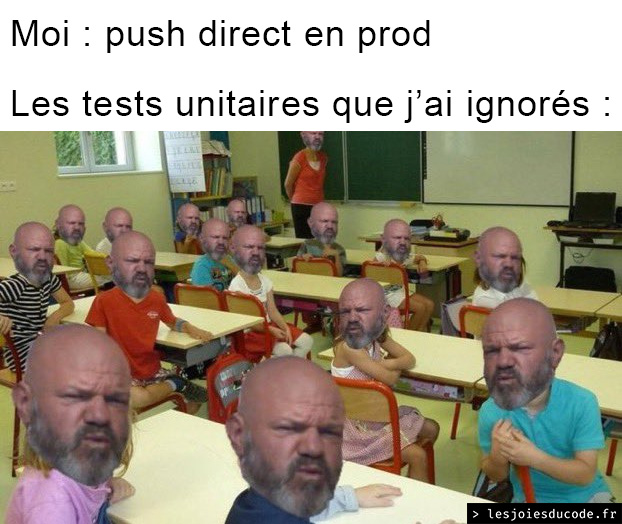 Moi : push direct en prod
Les tests unitaires que j’ai ignorés :
> lesjoiesducode.fr